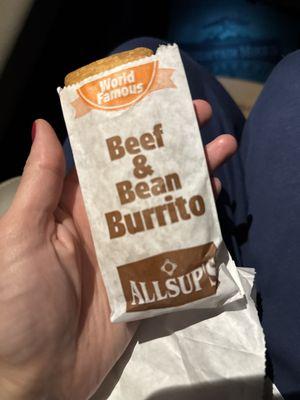 World
Famous
Beef
&
Bean
Burrito
ALLSUP'S